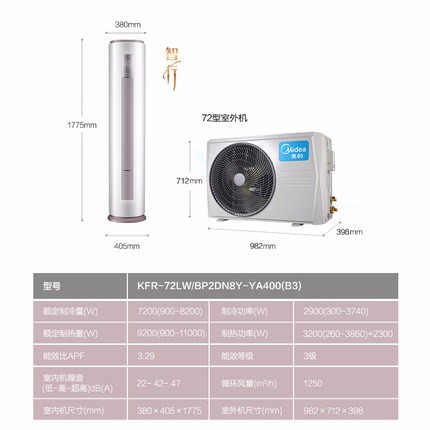 380mm
智行
1775mm
405mm
72型室外机
Midea
美的
712mm
982mm
398mm
型号 KFR-72LW/BP2DN8Y-YA400(B3)
额定制冷量(W) 7200(900-8200) 制冷功率(W) 2900(300-3740)
额定制热量(W) 9200(900-11000). 制热功率(W) 3200(260-3860)+2300
能效比APF 3.29 能效等级 3级
室内机噪音
(低-高-超高)dB(A) 22-42-47 循环风量(m³/h) 1250
室内机尺寸(mm) 380×405×1775 室外机尺寸(mm) 982×712×398